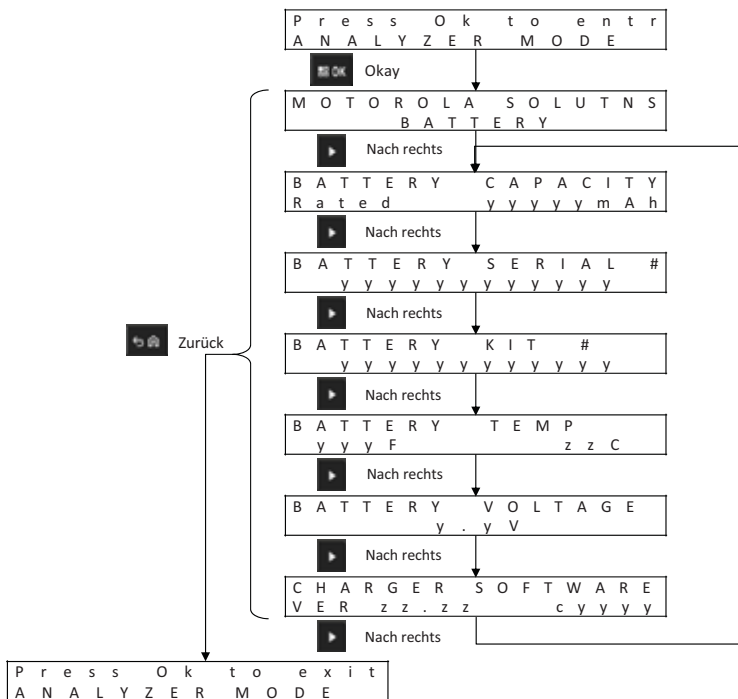 Press Ok to entr
ANALYZER MODE
OK Okay
MOTOROLA SOLUTNS
BATTERY
Nach rechts
BATTERY CAPACITY
Rated yyyyymAh
Nach rechts
BATTERY SERIAL #
yyyyyyyyyyyy
Nach rechts
Zurück
BATTERY KIT #
yyyyyyyyyyyy
Nach rechts
BATTERY TEMP
yyyF zzC
Nach rechts
BATTERY VOLTAGE
y.yV
Nach rechts
CHARGER SOFTWARE
VER zz.zz cyyyy
Nach rechts
Press Ok to exit
ANALYZER MODE